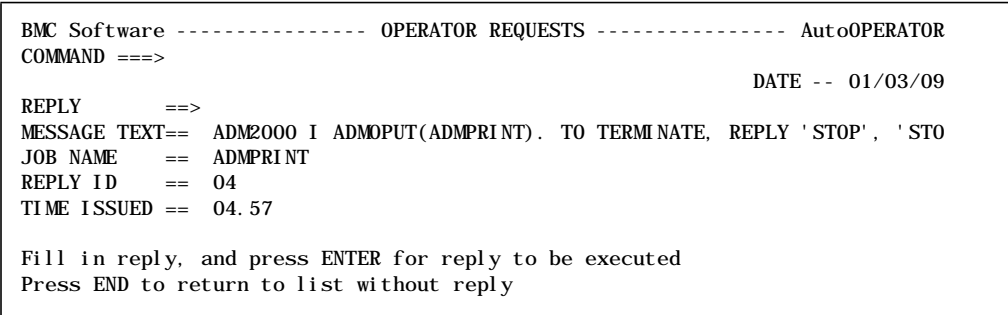 BMC Software ---------------- OPERATOR REQUESTS ---------------- AutoOPERATOR
COMMAND ===>
DATE -- 01/03/09
REPLY ==>
MESSAGE TEXT== ADM2000 I ADMOPUT(ADMPRINT). TO TERMINATE, REPLY 'STOP', 'STO
JOB NAME == ADMPRINT
REPLY ID == 04
TIME ISSUED == 04.57
Fill in reply, and press ENTER for reply to be executed
Press END to return to list without reply